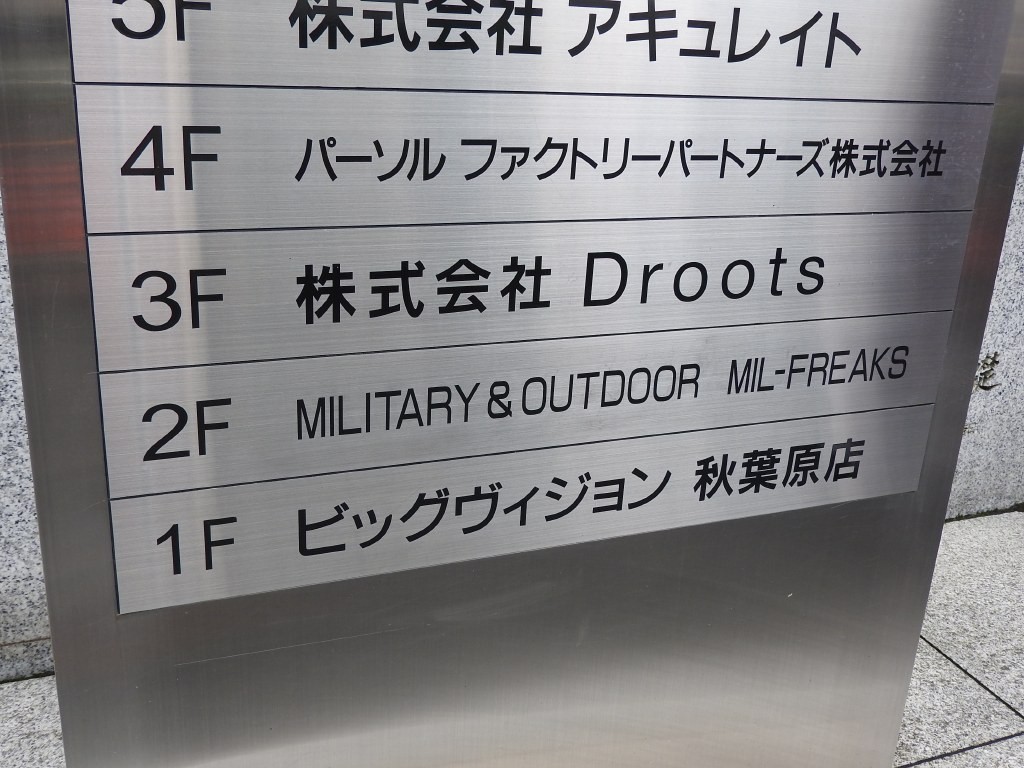 5F 株式会社 アキュレイト
4F パーソル ファクトリーパートナーズ株式会社
3F 株式会社 Droots
2F MILITARY & OUTDOOR MIL-FREAKS
1F ビッグヴィジョン 秋葉原店